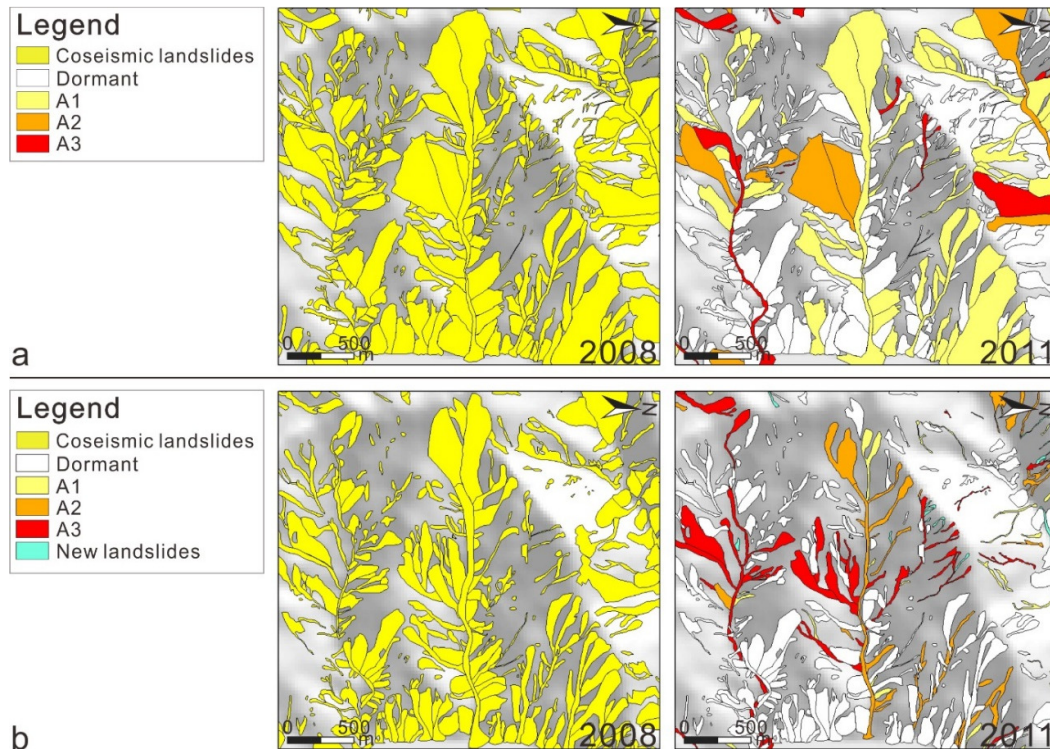 Legend
Coseismic landslides
Dormant
A1
A2
A3
a
N
0 500
m
2008
N
0 500
m
2011
Legend
Coseismic landslides
Dormant
A1
A2
A3
New landslides
b
N
0 500
m
2008
N
0 500
m
2011